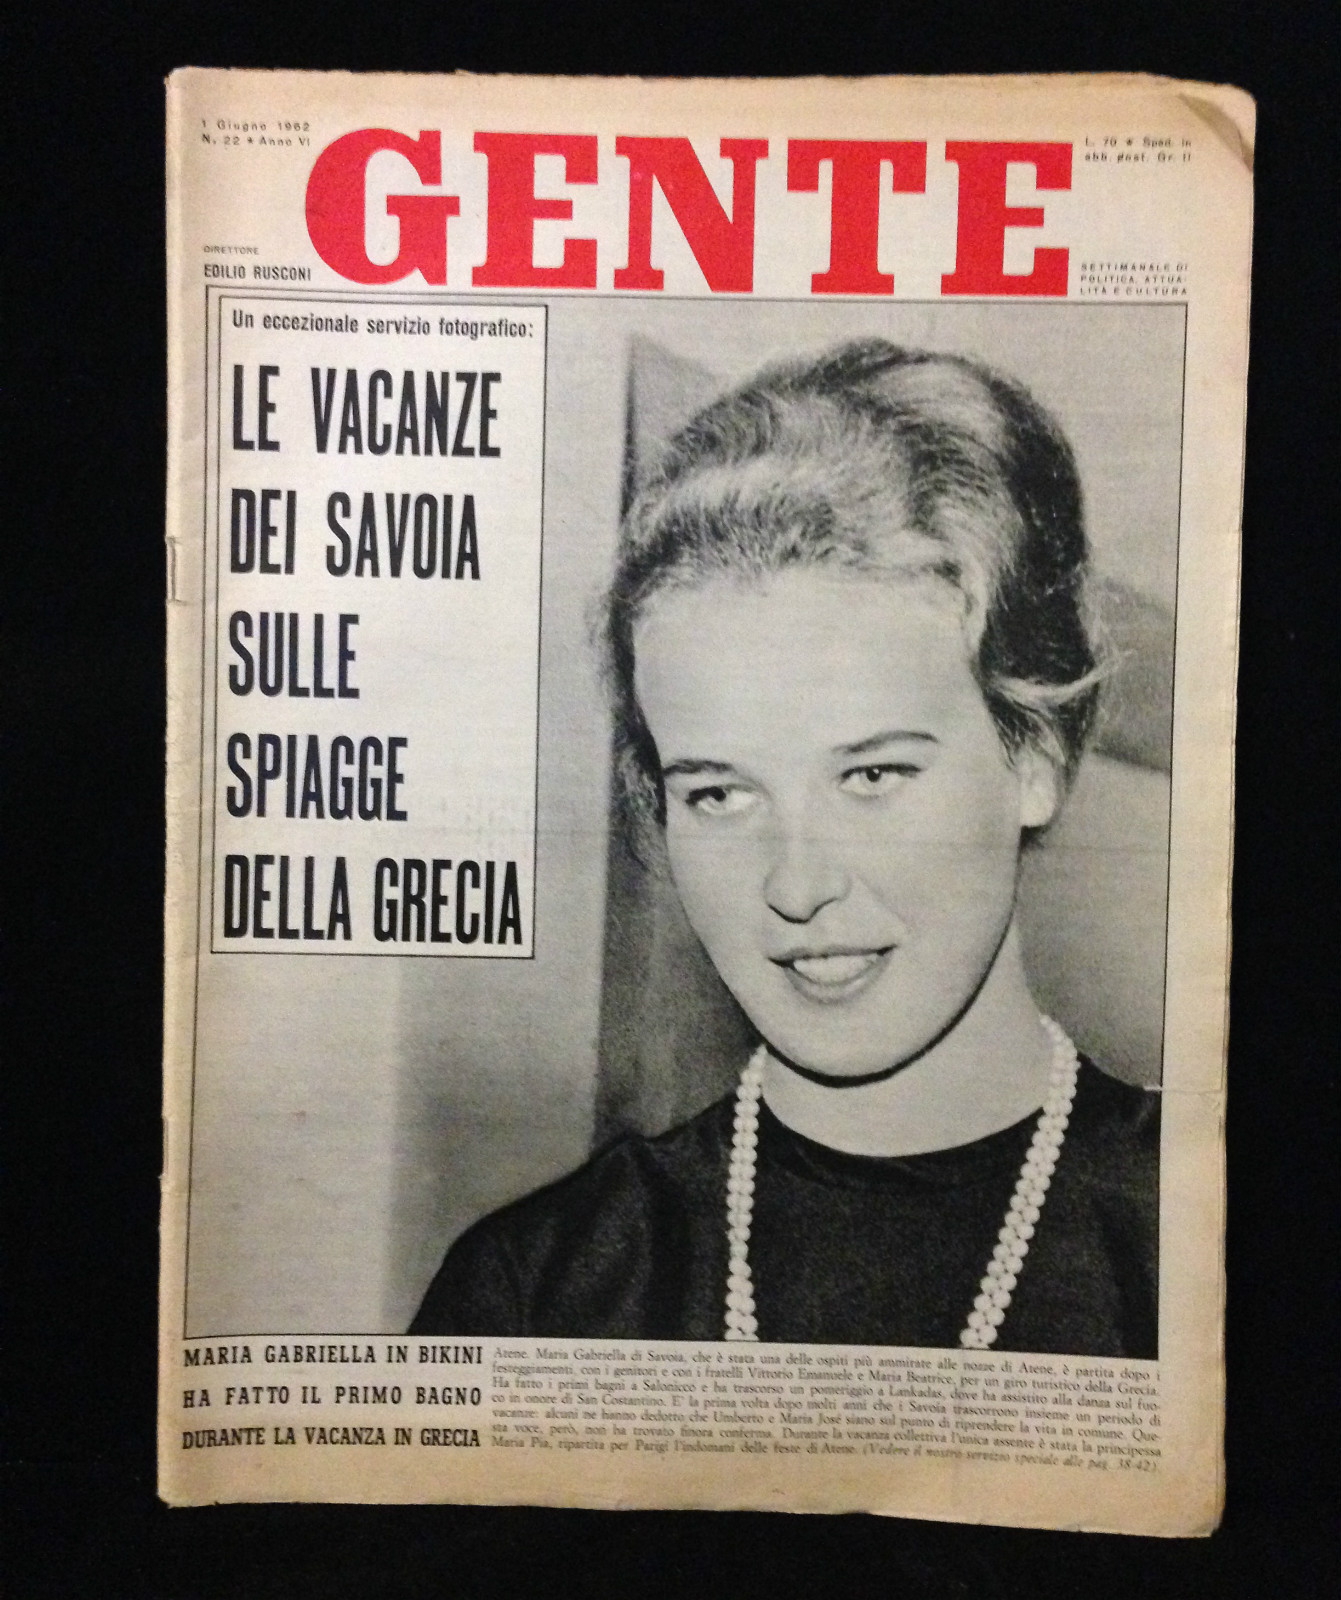 1 Giugno 1962
N. 22 * Anno VI
GENTE
L. 70 * Sped. in
abb. post. Gr. II
DIRETTORE
EDILIO RUSCONI
SETTIMANALE DI
POLITICA, ATTUA-
LITÀ E CULTURA
Un eccezionale servizio fotografico:
LE VACANZE
DEI SAVOIA
SULLE
SPIAGGE
DELLA GRECIA
MARIA GABRIELLA IN BIKINI
HA FATTO IL PRIMO BAGNO
DURANTE LA VACANZA IN GRECIA
Atene. Maria Gabriella di Savoia, che è stata una delle ospiti più ammirate alle nozze di Atene, è partita dopo i
festeggiamenti, con i genitori e con i fratelli Vittorio Emanuele e Maria Beatrice, per un giro turistico della Grecia.
Ha fatto i primi bagni a Salonicco e ha trascorso un pomeriggio a Lankadas, dove ha assistito alla danza sul fuo-
co in onore di San Costantino. E' la prima volta dopo molti anni che i Savoia trascorrono insieme un periodo di
vacanze: alcuni ne hanno dedotto che Umberto e Maria José siano sul punto di riprendere la vita in comune. Que-
sta voce, però, non ha trovato finora conferma. Durante la vacanza collettiva l'unica assente è stata la principessa
Maria Pia, ripartita per Parigi l'indomani delle feste di Atene. (Vedere il nostro servizio speciale alle pag. 38-42).